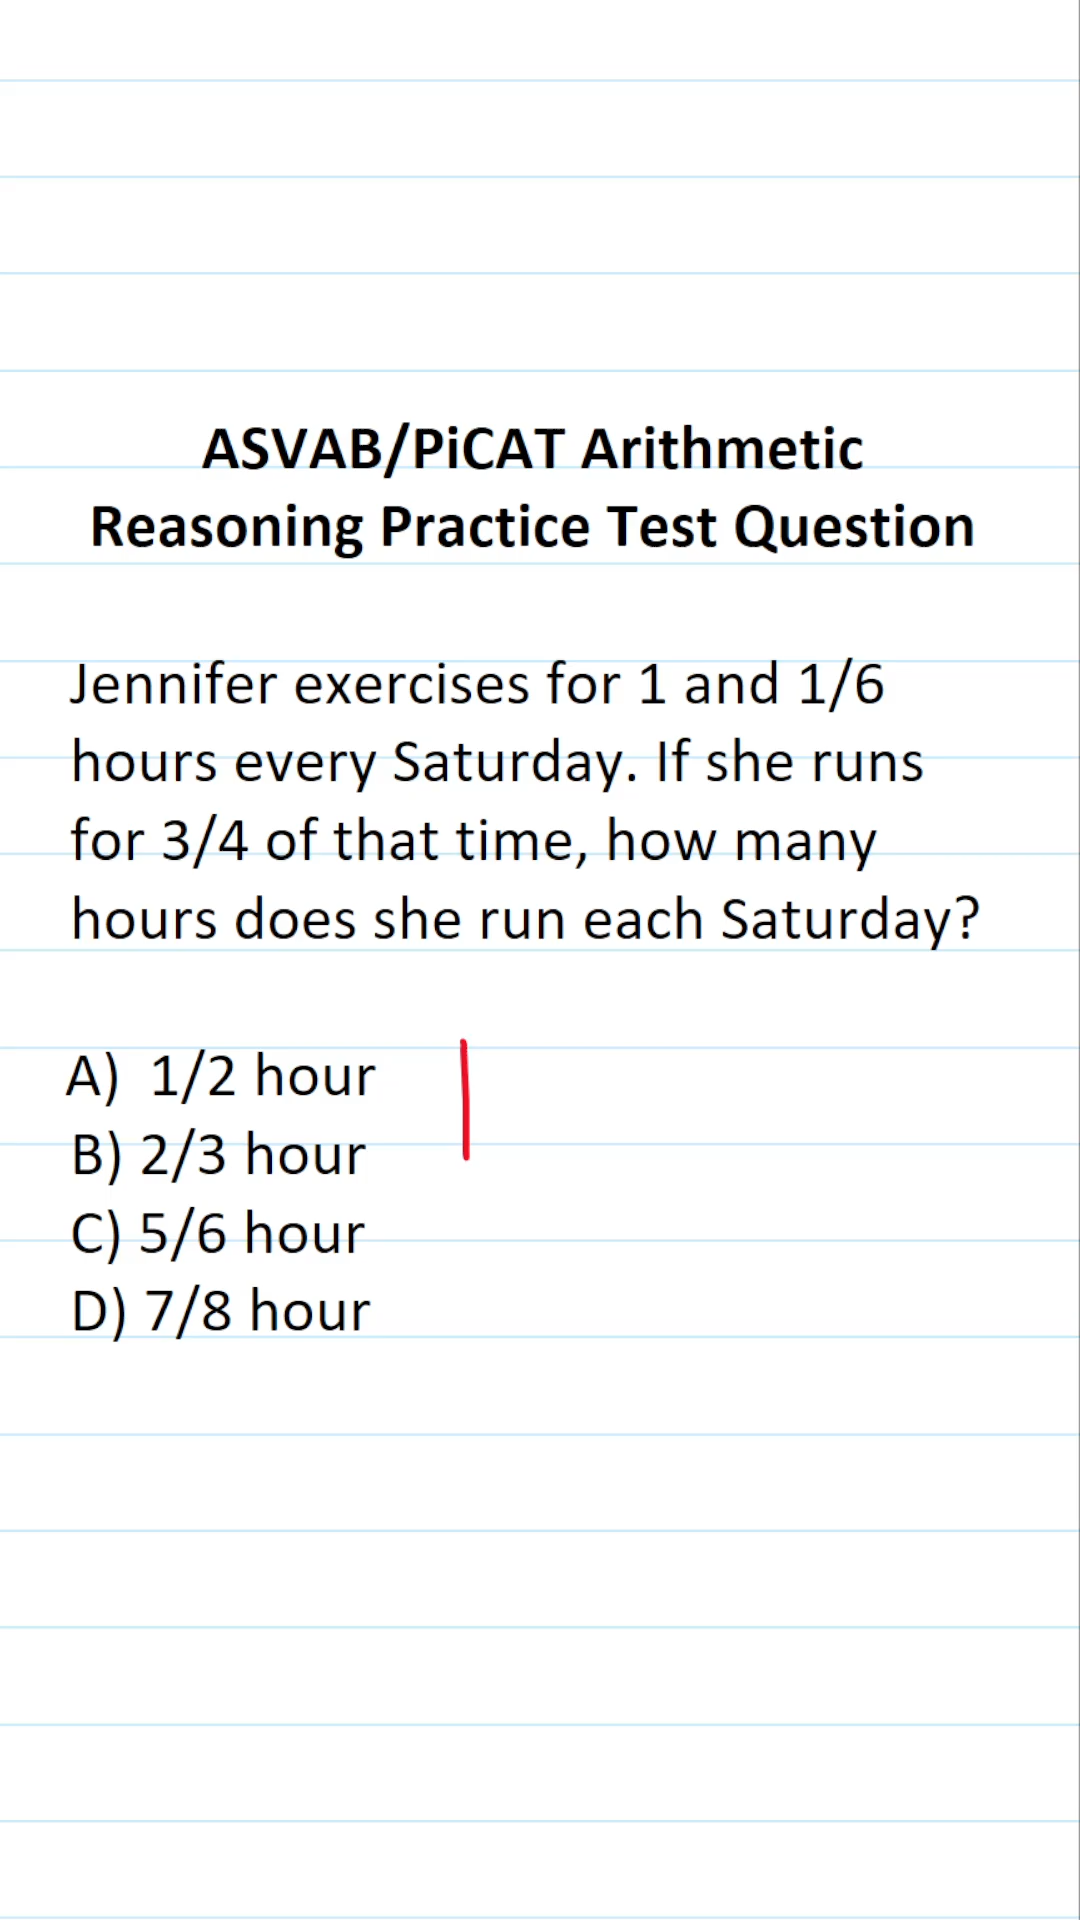 ASVAB/PiCAT Arithmetic
Reasoning Practice Test Question
Jennifer exercises for 1 and 1/6
hours every Saturday. If she runs
for 3/4 of that time, how many
hours does she run each Saturday?
A) 1/2 hour
B) 2/3 hour
C) 5/6 hour
D) 7/8 hour